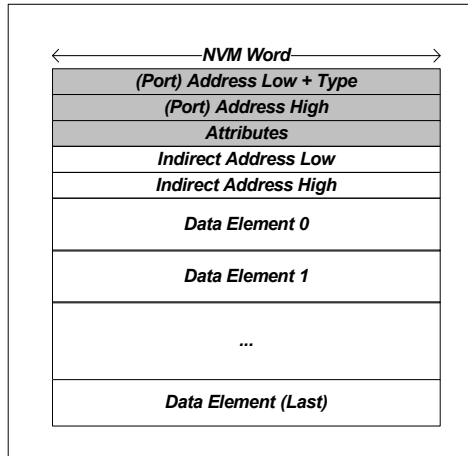 NVM Word
(Port) Address Low + Type
(Port) Address High
Attributes
Indirect Address Low
Indirect Address High
Data Element 0
Data Element 1
...
Data Element (Last)